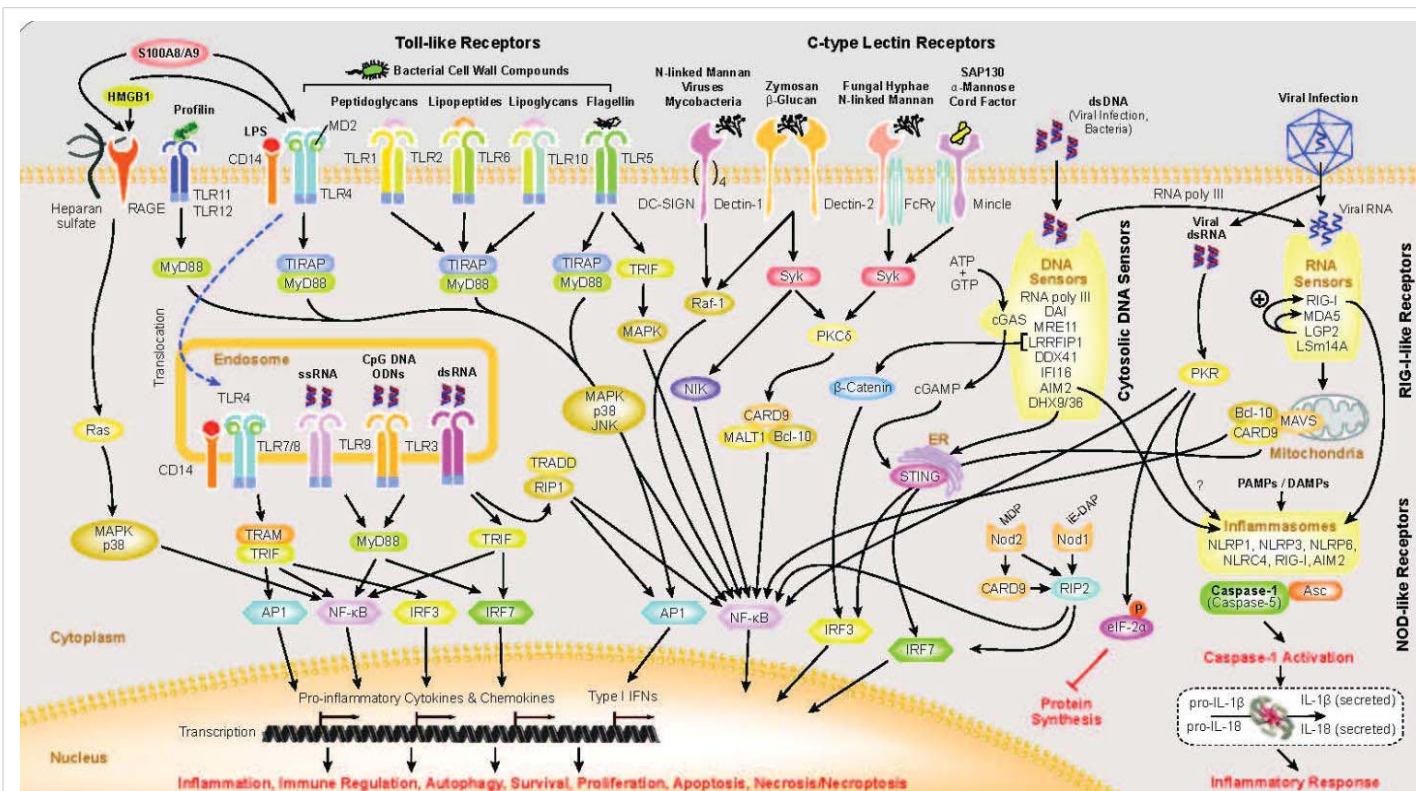 Toll-like Receptors
C-type Lectin Receptors
S100A8/A9
HMGB1
Bacterial Cell Wall Compounds
Profilin
LPS
MD2
CD14
Peptidoglycans
Lipopeptides
Lipoglycans
Flagellin
N-linked Mannan
Viruses
Mycobacteria
Zymosan
β-Glucan
Fungal Hyphae
N-linked Mannan
SAP130
α-Mannose
Cord Factor
dsDNA
(Viral Infection,
Bacteria)
Viral Infection
Heparan
sulfate
RAGE
TLR11
TLR12
TLR4
TLR1
TLR2
TLR6
TLR10
TLR5
4
DC-SIGN
Dectin-1
Dectin-2
FcRγ
Mincle
RNA poly III
Viral RNA
Viral
dsRNA
MyD88
TIRAP
MyD88
TIRAP
MyD88
TIRAP
MyD88
TRIF
MAPK
Raf-1
Syk
Syk
PKCδ
ATP
+
GTP
cGAS
DNA
Sensors
RNA poly III
DAI
MRE11
LRRFIP1
DDX41
IFI16
AIM2
DHX9/36
Cytosolic DNA Sensors
RNA
Sensors
RIG-I
MDA5
LGP2
LSm14A
RIG-I-like Receptors
Translocation
Endosome
TLR4
ssRNA
CpG DNA
ODNs
dsRNA
CD14
TLR7/8
TLR9
TLR3
Ras
MAPK
p38
MAPK
p38
JNK
NIK
CARD9
MALT1
Bcl-10
β-Catenin
cGAMP
ER
STING
PKR
Bcl-10
CARD9
MAVS
Mitochondria
TRADD
RIP1
TRAM
TRIF
MyD88
TRIF
MDP
iE-DAP
Nod2
Nod1
CARD9
RIP2
?
PAMPs / DAMPs
Inflammasomes
NLRP1, NLRP3, NLRP6,
NLRC4, RIG-I, AIM2
Caspase-1
(Caspase-5)
Asc
NOD-like Receptors
AP1
NF-κB
IRF3
IRF7
AP1
NF-κB
IRF3
IRF7
P
eIF-2α
Protein
Synthesis
Caspase-1 Activation
pro-IL-1β
pro-IL-18
IL-1β (secreted)
IL-18 (secreted)
Inflammatory Response
Cytoplasm
Pro-inflammatory Cytokines & Chemokines
Type I IFNs
Transcription
Nucleus
Inflammation, Immune Regulation, Autophagy, Survival, Proliferation, Apoptosis, Necrosis/Necroptosis